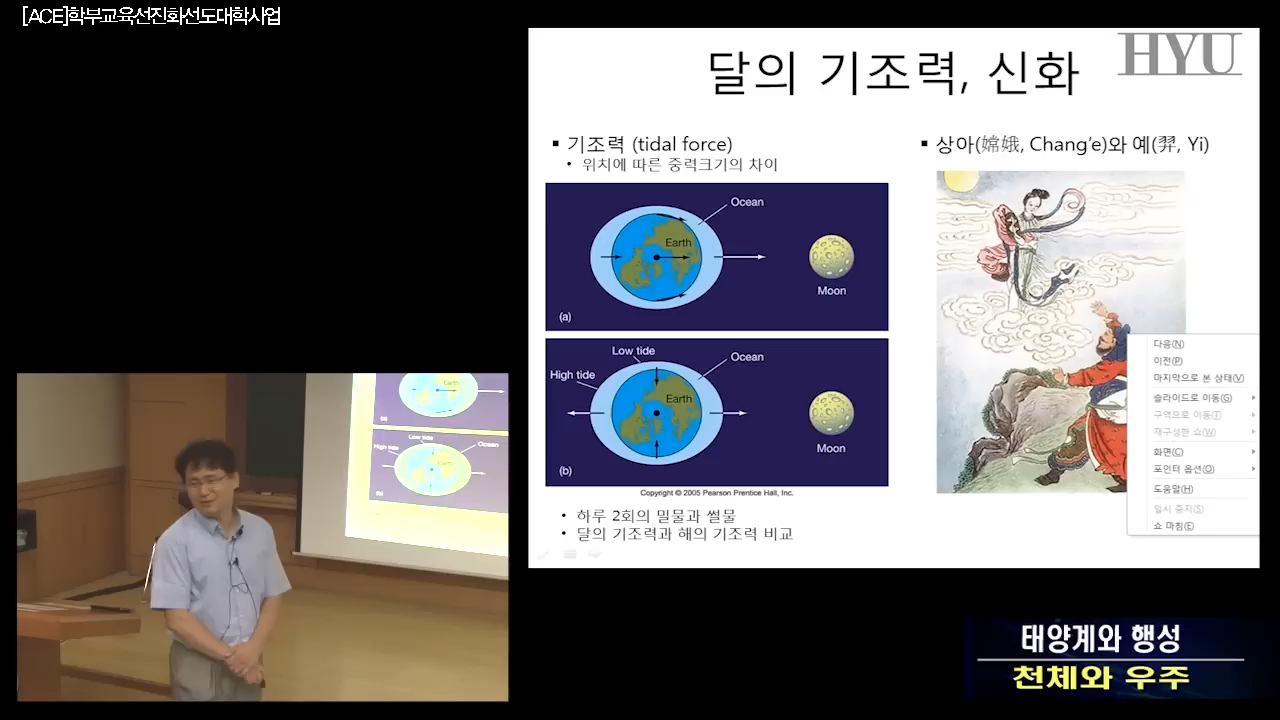 [ACE]학부교육선진화선도대학사업
HYU
달의 기조력, 신화
▪ 기조력 (tidal force)
• 위치에 따른 중력크기의 차이
Ocean
Earth
Moon
(a)
Low tide
High tide
Ocean
Earth
Moon
(b)
Copyright © 2005 Pearson Prentice Hall, Inc.
• 하루 2회의 밀물과 썰물
• 달의 기조력과 해의 기조력 비교
▪ 상아(嫦娥, Chang’e)와 예(羿, Yi)
다음(N)
이전(P)
마지막으로 본 상태(V)
슬라이드로 이동(G)
구역으로 이동(T)
재구성한 쇼(W)
화면(C)
포인터 옵션(O)
도움말(H)
일시 중지(S)
쇼 마침(E)
Earth
(a)
Low tide
High tide
Ocean
Earth
(b)
태양계와 행성
천체와 우주